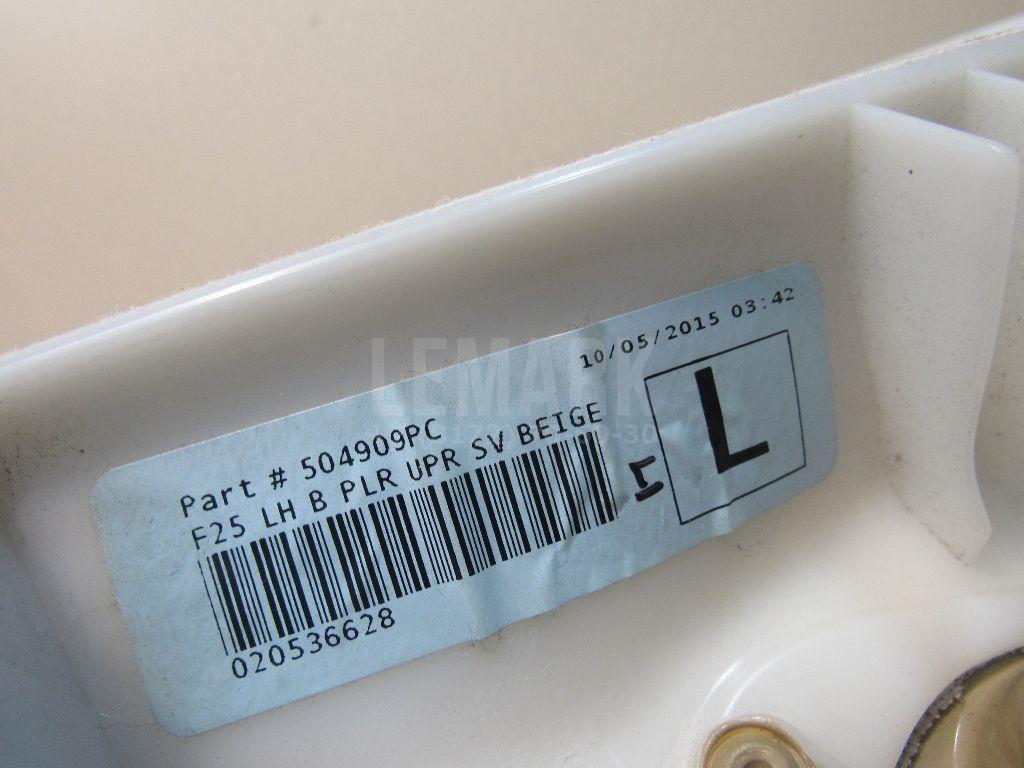 10/05/2015 03:42
Part # 504909PC
F25 LH B PLR UPR SV BEIGE
L
020536628
LEMARK